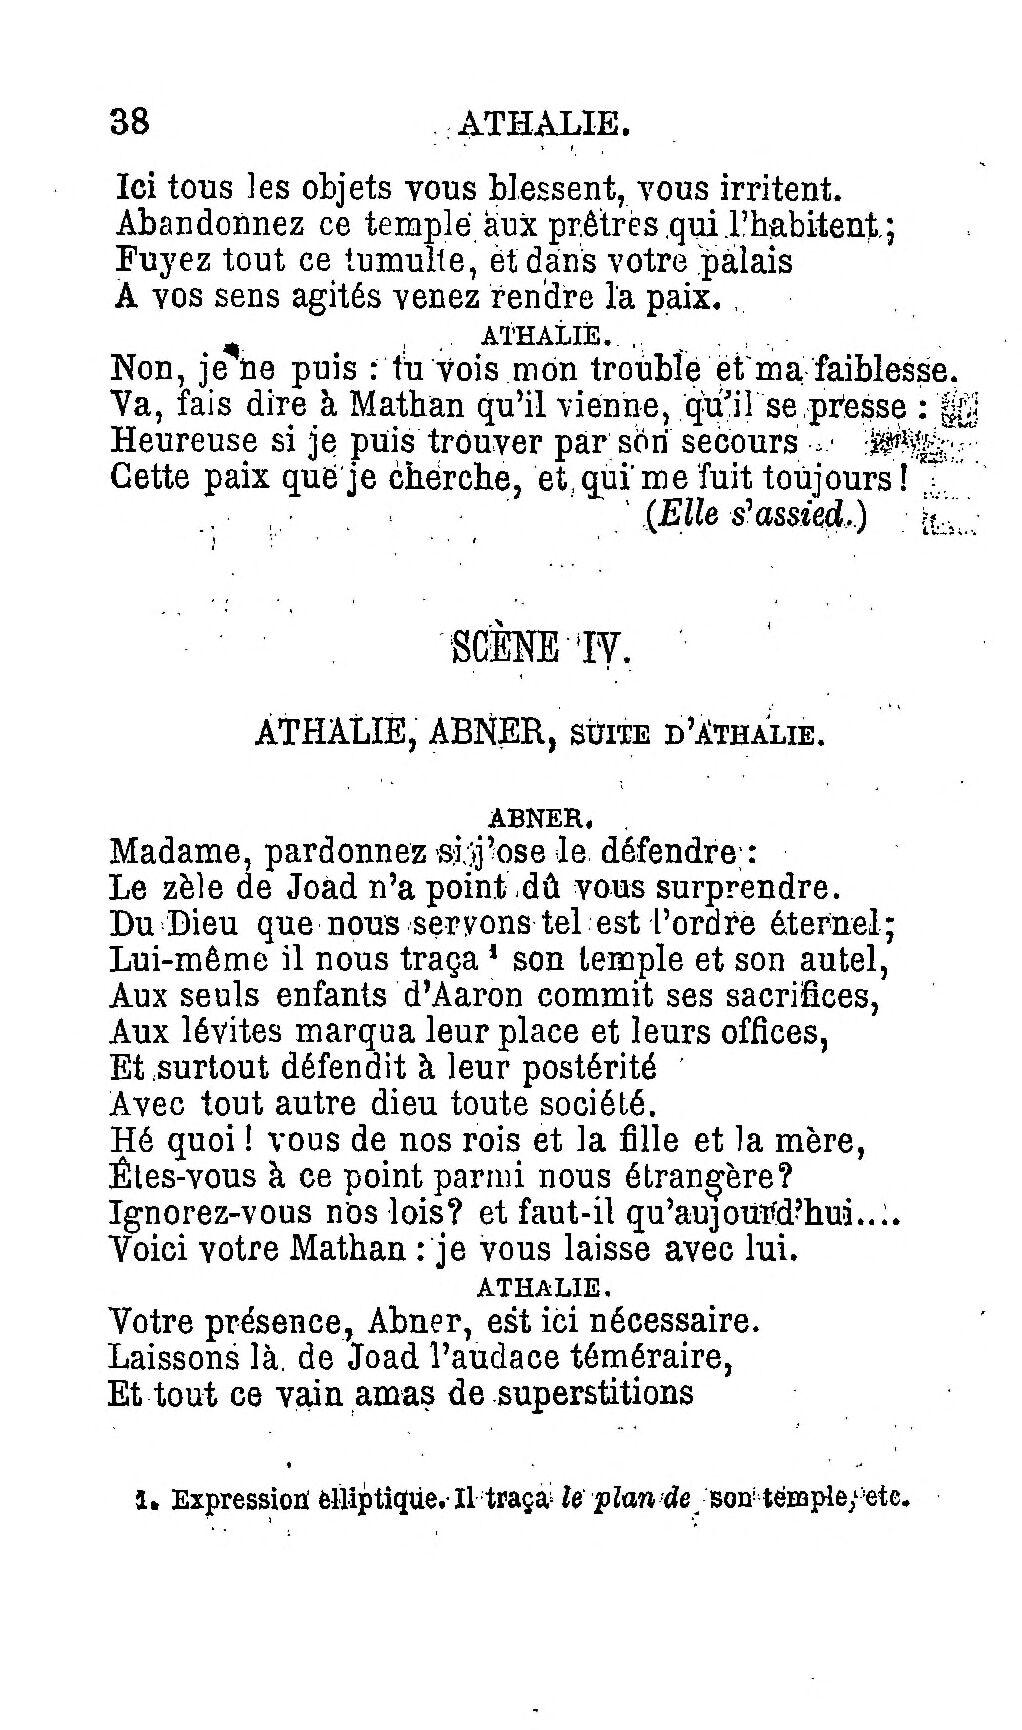 38 ATHALIE.
Ici tous les objets vous blessent, vous irritent.
Abandonnez ce temple aux prêtres qui l'habitent;
Fuyez tout ce tumulte, et dans votre palais
A vos sens agités venez rendre la paix.
ATHALIE.
Non, je ne puis : tu vois mon trouble et ma faiblesse.
Va, fais dire à Mathan qu'il vienne, qu'il se presse :
Heureuse si je puis trouver par son secours
Cette paix que je cherche, et qui me fuit toujours !
(Elle s'assied.)
SCÈNE IV.
ATHALIE, ABNER, SUITE D'ATHALIE.
ABNER.
Madame, pardonnez si j'ose le défendre :
Le zèle de Joad n'a point dû vous surprendre.
Du Dieu que nous servons tel est l'ordre éternel;
Lui-même il nous traça ¹ son temple et son autel,
Aux seuls enfants d'Aaron commit ses sacrifices,
Aux lévites marqua leur place et leurs offices,
Et surtout défendit à leur postérité
Avec tout autre dieu toute société.
Hé quoi ! vous de nos rois et la fille et la mère,
Êtes-vous à ce point parmi nous étrangère?
Ignorez-vous nos lois? et faut-il qu'aujourd'hui....
Voici votre Mathan : je vous laisse avec lui.
ATHALIE.
Votre présence, Abner, est ici nécessaire.
Laissons là de Joad l'audace téméraire,
Et tout ce vain amas de superstitions
1. Expression elliptique. Il traça le plan de son temple, etc.